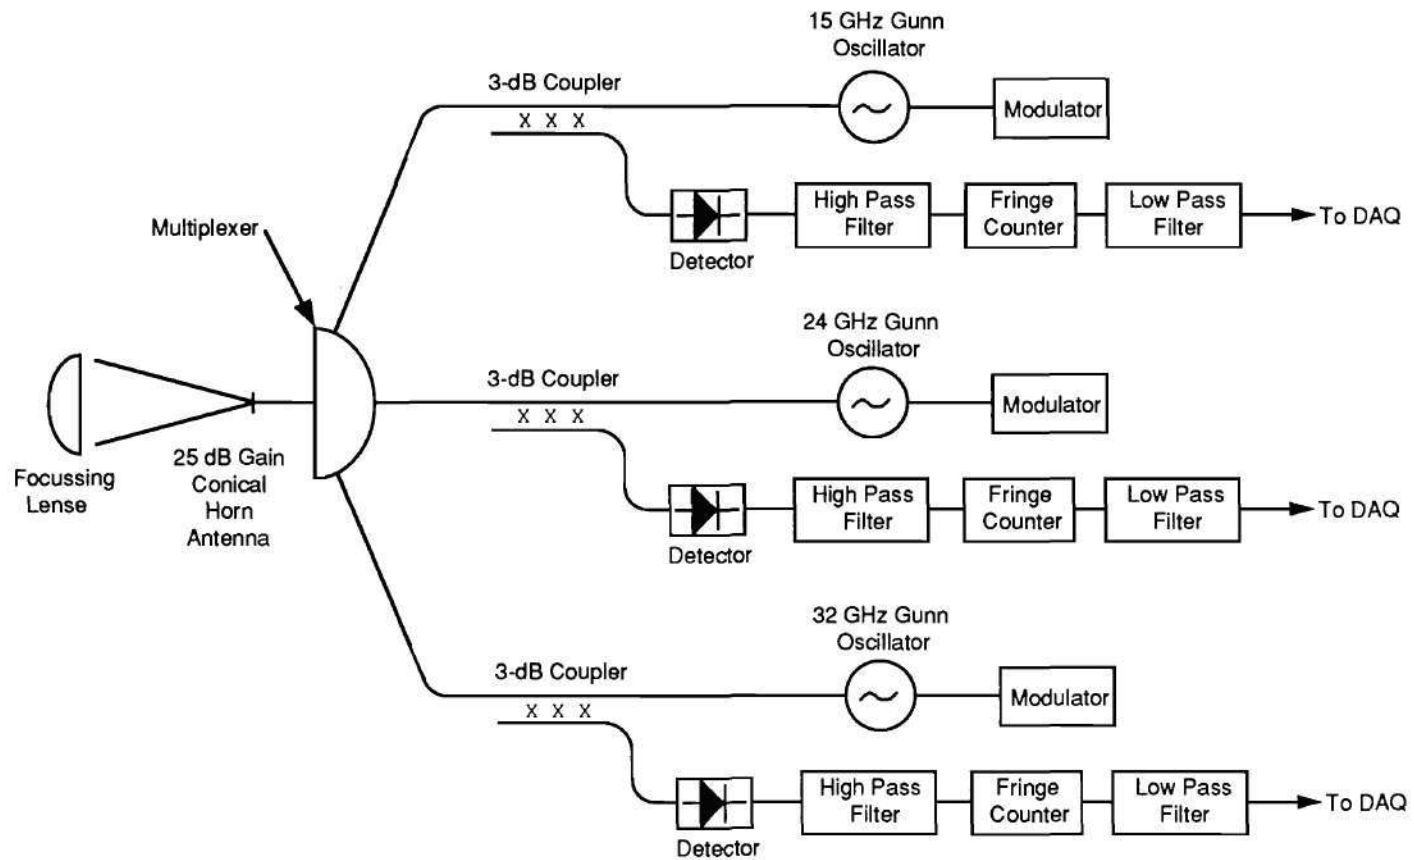 15 GHz Gunn
Oscillator
3-dB Coupler
X X X
Modulator
High Pass
Filter
Fringe
Counter
Low Pass
Filter
To DAQ
Detector
Multiplexer
24 GHz Gunn
Oscillator
3-dB Coupler
X X X
Modulator
Focussing
Lense
25 dB Gain
Conical
Horn
Antenna
High Pass
Filter
Fringe
Counter
Low Pass
Filter
To DAQ
Detector
32 GHz Gunn
Oscillator
3-dB Coupler
X X X
Modulator
High Pass
Filter
Fringe
Counter
Low Pass
Filter
To DAQ
Detector